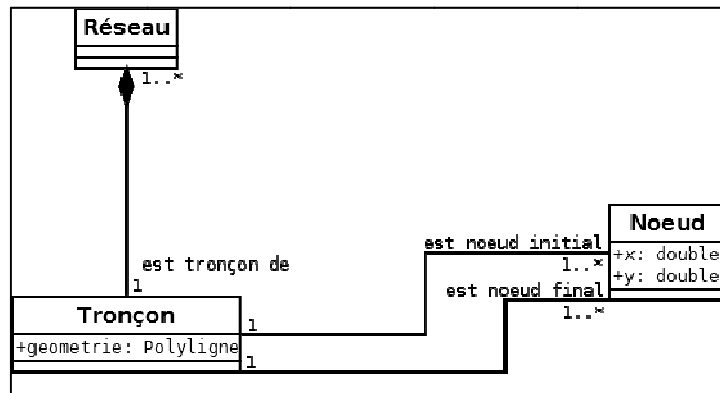 Réseau
1..*
est tronçon de
1
Tronçon
+geometrie: Polyligne
1
1
est noeud initial
1..*
est noeud final
1..*
Noeud
+x: double
+y: double